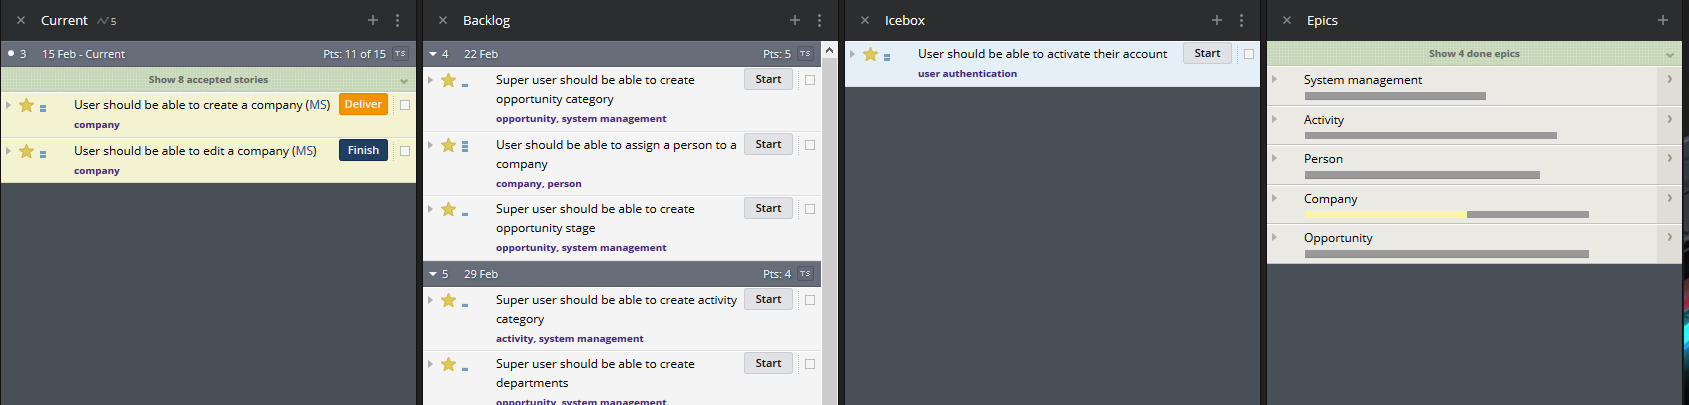 Current 5
3 15 Feb - Current Pts: 11 of 15 TS
Show 8 accepted stories
User should be able to create a company (MS) Deliver
company
User should be able to edit a company (MS) Finish
company
Backlog
4 22 Feb Pts: 5 TS
Super user should be able to create Start
opportunity category
opportunity, system management
User should be able to assign a person to a Start
company
company, person
Super user should be able to create Start
opportunity stage
opportunity, system management
5 29 Feb Pts: 4 TS
Super user should be able to create activity Start
category
activity, system management
Super user should be able to create Start
departments
opportunity, system management
Icebox
User should be able to activate their account Start
user authentication
Epics
Show 4 done epics
System management
Activity
Person
Company
Opportunity